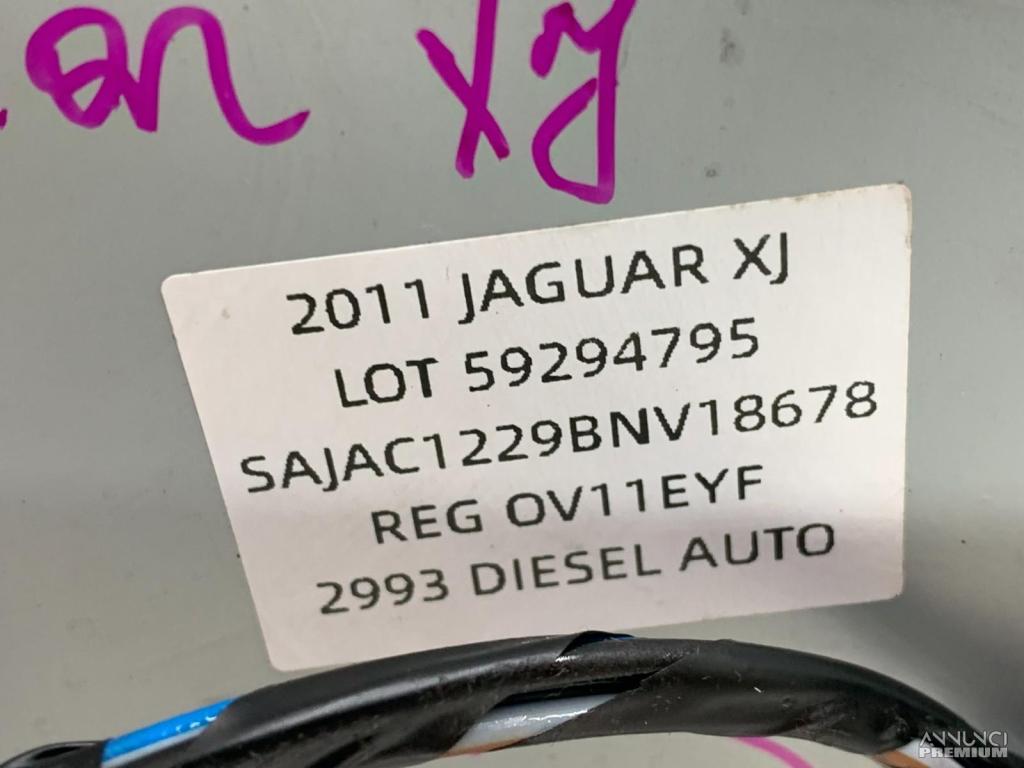 XJ
2011 JAGUAR XJ
LOT 59294795
SAJAC1229BNV18678
REG OV11EYF
2993 DIESEL AUTO
ANNUNCI
PREMIUM